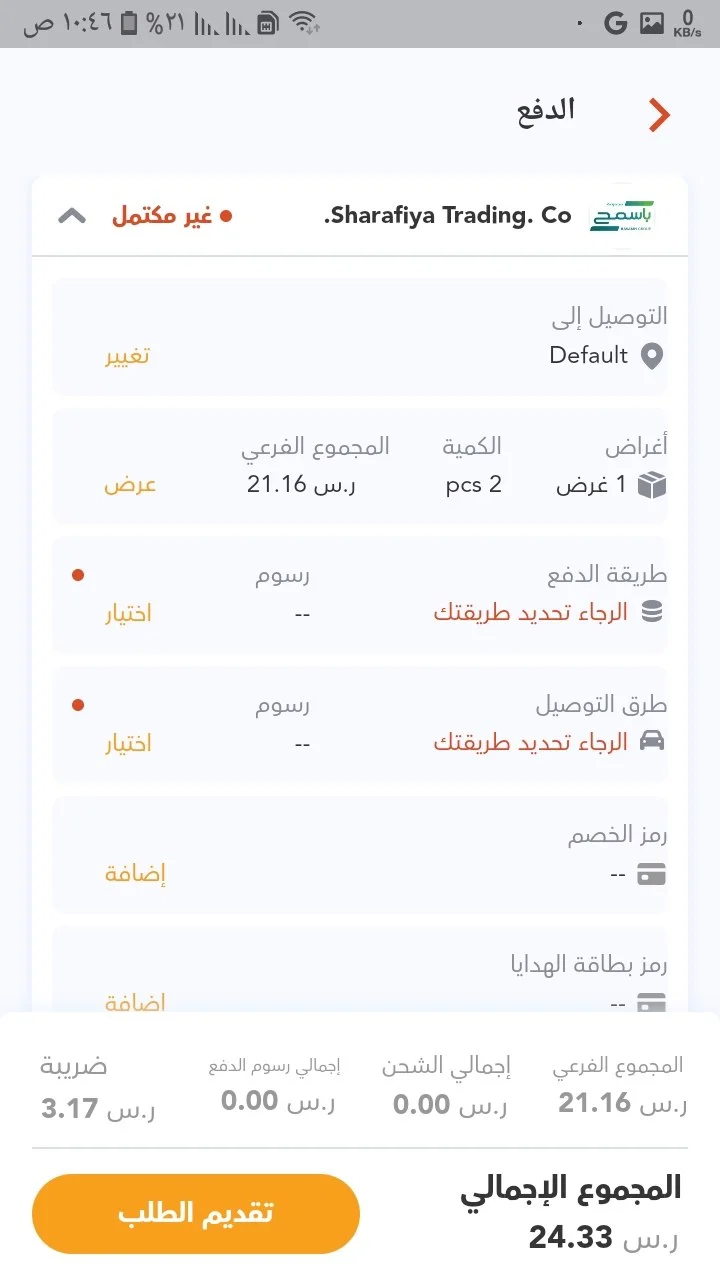 ١٠:٤٦ ص ٢١%
0 KB/s
الدفع
باسمح
Sharafiya Trading. Co.
غير مكتمل
التوصيل إلى
Default
تغيير
أغراض الكمية المجموع الفرعي
1 غرض 2 pcs ر.س 21.16 عرض
طريقة الدفع رسوم
الرجاء تحديد طريقتك -- اختيار
طرق التوصيل رسوم
الرجاء تحديد طريقتك -- اختيار
رمز الخصم
-- إضافة
رمز بطاقة الهدايا
-- إضافة
المجموع الفرعي إجمالي الشحن إجمالي رسوم الدفع ضريبة
ر.س 21.16 ر.س 0.00 ر.س 0.00 ر.س 3.17
المجموع الإجمالي
ر.س 24.33
تقديم الطلب